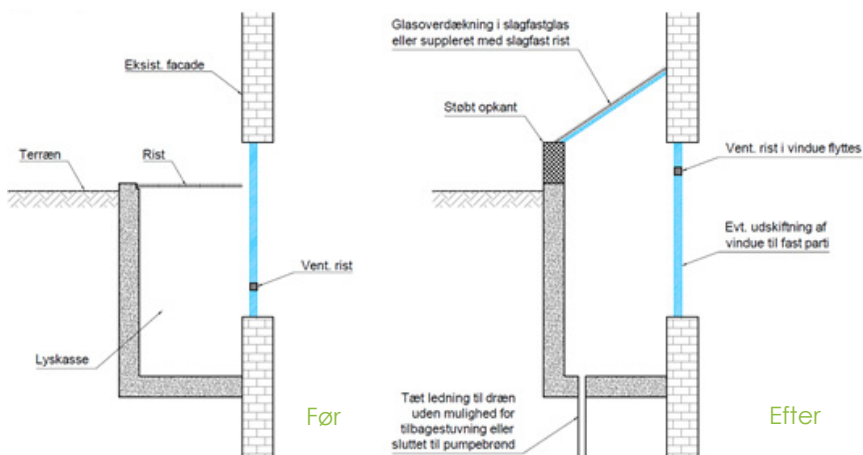 Eksist. facade
Terræn
Rist
Vent. rist
Lyskasse
Før
Glasoverdækning i slagfastglas
eller suppleret med slagfast rist
Støbt opkant
Vent. rist i vindue flyttes
Evt. udskiftning af
vindue til fast parti
Tæt ledning til dræn
uden mulighed for
tilbagestuvning eller
sluttet til pumpebrønd
Efter